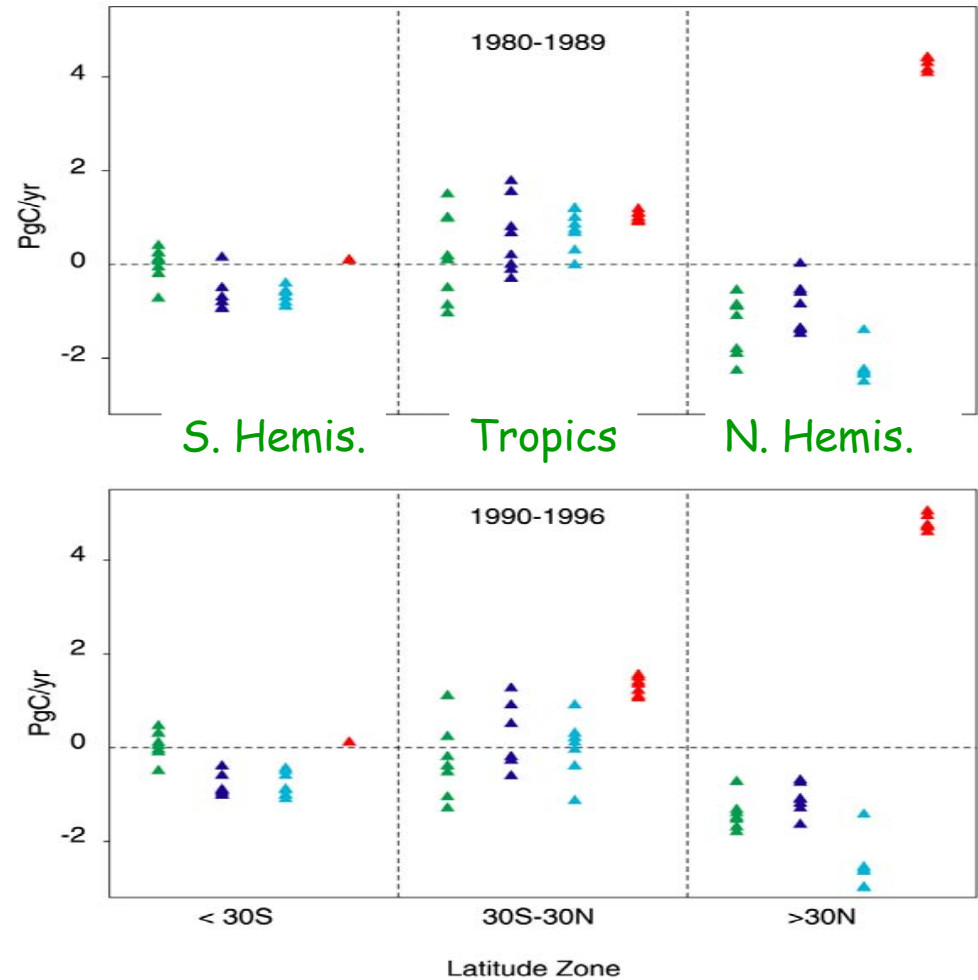 1980-1989
PgC/yr
4
2
0
-2
S. Hemis. Tropics N. Hemis.
1990-1996
PgC/yr
4
2
0
-2
< 30S 30S-30N >30N
Latitude Zone